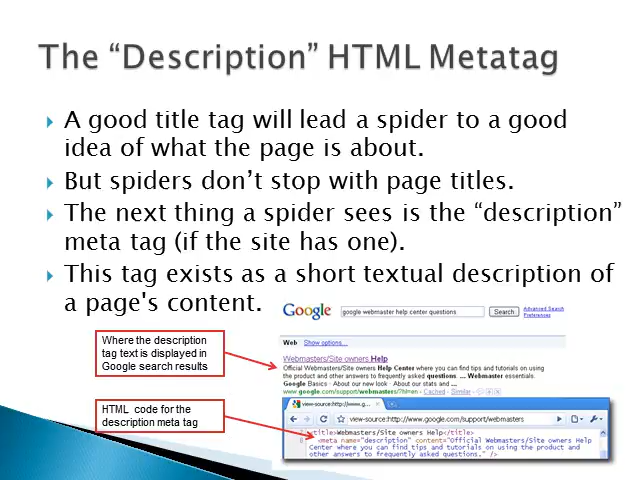 The “Description” HTML Metatag
A good title tag will lead a spider to a good
idea of what the page is about.
But spiders don’t stop with page titles.
The next thing a spider sees is the “description”
meta tag (if the site has one).
This tag exists as a short textual description of
a page's content.
Google
google webmaster help center questions
Search
Advanced Search
Preferences
Web Show options...
Where the description
tag text is displayed in
Google search results
Webmasters/Site owners Help
Official Webmasters/Site owners Help Center where you can find tips and tutorials on using
the product and other answers to frequently asked questions. ... Webmaster essentials.
Google Basics · About our new look · About our stats and ...
www.google.com/support/webmasters/?hl=en - Cached - Similar
HTML code for the
description meta tag
view-source:http://www.g...
view-source:http://www.google.com/support/webmasters
<title>Webmasters/Site owners Help</title>
<meta name="description" content="Official Webmasters/Site owners Help
Center where you can find tips and tutorials on using the product and
other answers to frequently asked questions." />